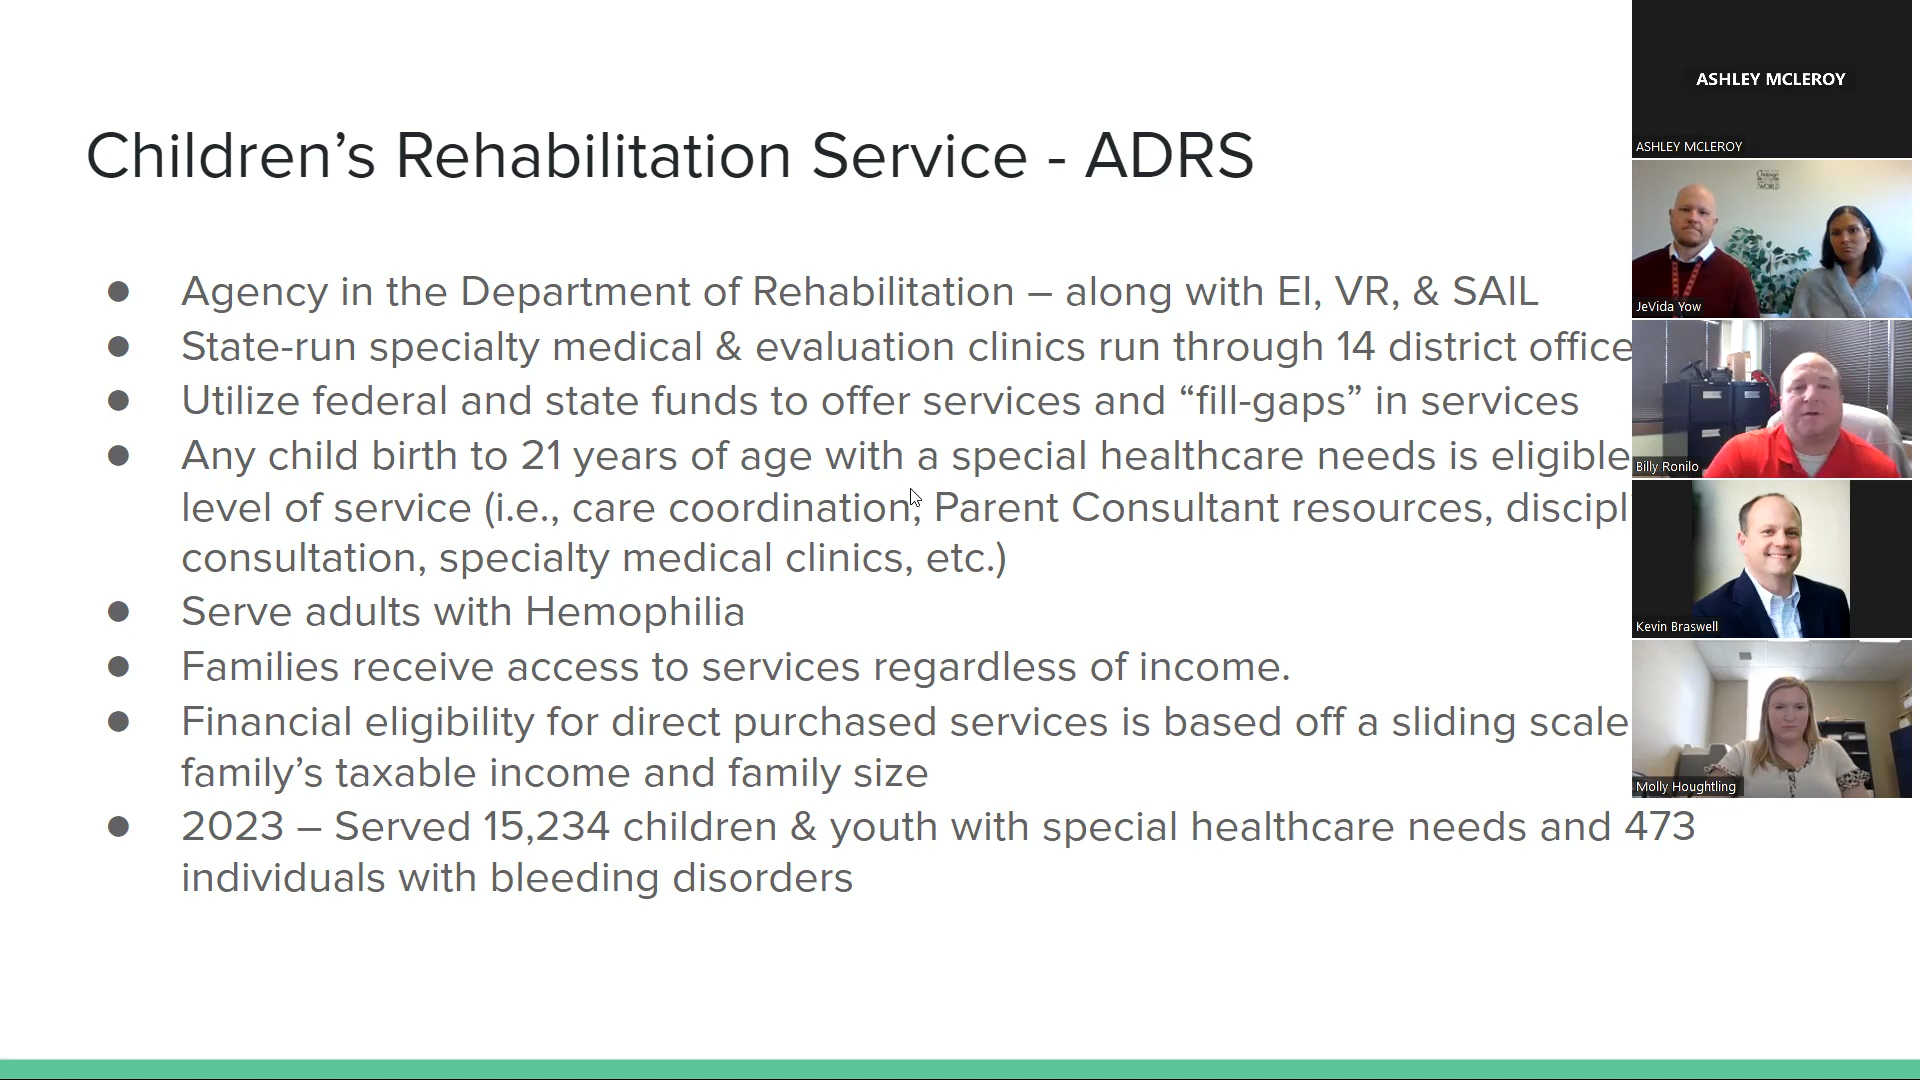 Children’s Rehabilitation Service - ADRS
● Agency in the Department of Rehabilitation – along with EI, VR, & SAIL
● State-run specialty medical & evaluation clinics run through 14 district office
● Utilize federal and state funds to offer services and “fill-gaps” in services
● Any child birth to 21 years of age with a special healthcare needs is eligible
level of service (i.e., care coordination, Parent Consultant resources,
consultation, specialty medical clinics, etc.)
● Serve adults with Hemophilia
● Families receive access to services regardless of income.
● Financial eligibility for direct purchased services is based off a sliding scale
family’s taxable income and family size
● 2023 – Served 15,234 children & youth with special healthcare needs and 473
individuals with bleeding disorders
ASHLEY MCLEROY
ASHLEY MCLEROY
Change
WORLD
JeVida Yow
Billy Ronilo
Kevin Braswell
Molly Houghtling